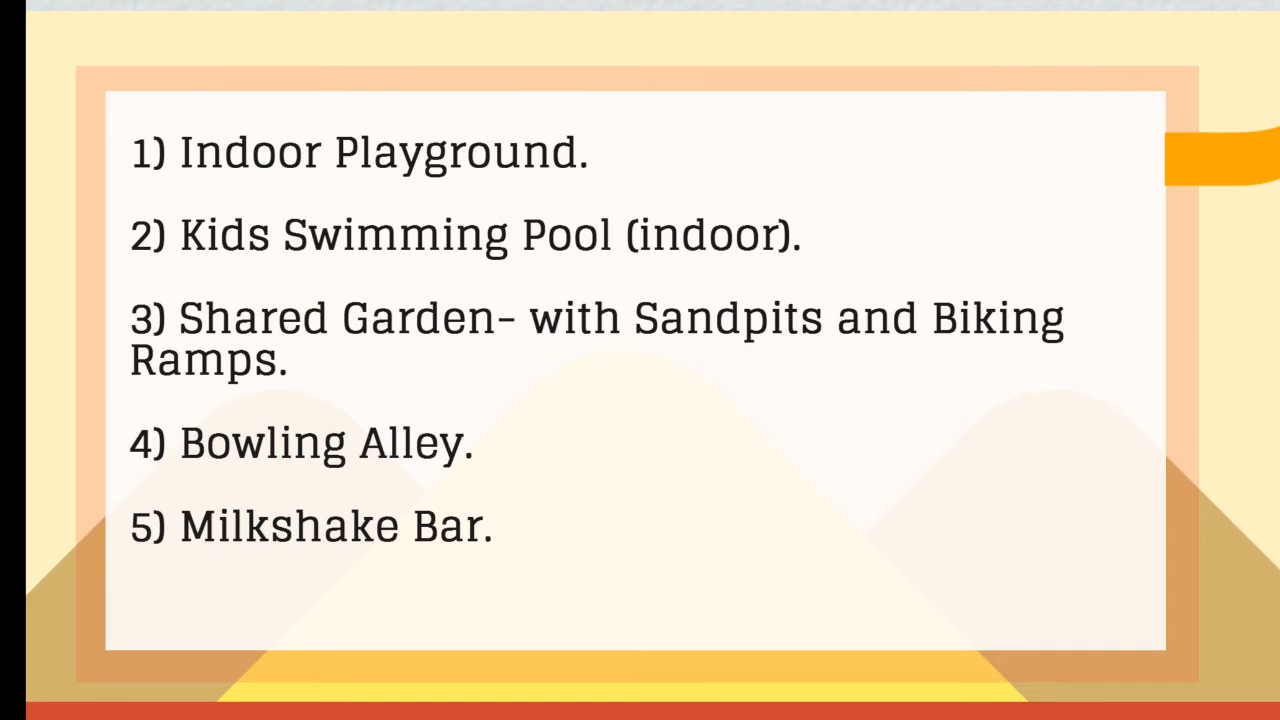 1) Indoor Playground.
2) Kids Swimming Pool (indoor).
3) Shared Garden- with Sandpits and Biking
Ramps.
4) Bowling Alley.
5) Milkshake Bar.